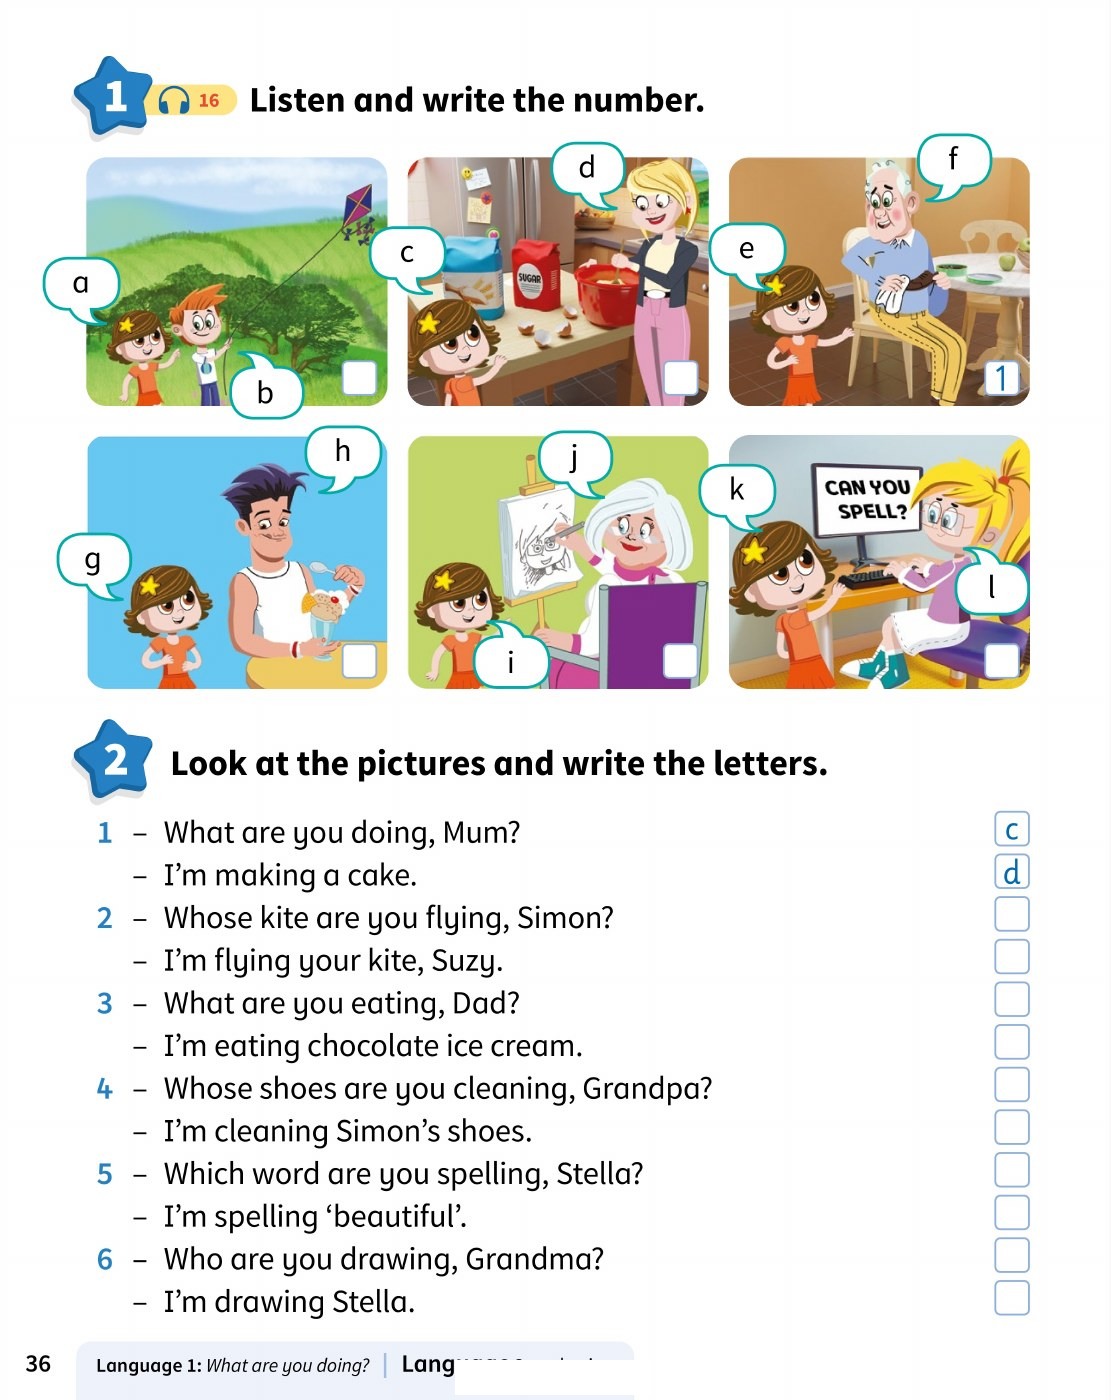 1 16 Listen and write the number.
a
b
c
d
SUGAR
e
f
1
g
h
i
j
k
CAN YOU
SPELL?
l
2 Look at the pictures and write the letters.
1 – What are you doing, Mum? c
– I'm making a cake. d
2 – Whose kite are you flying, Simon?
– I'm flying your kite, Suzy.
3 – What are you eating, Dad?
– I'm eating chocolate ice cream.
4 – Whose shoes are you cleaning, Grandpa?
– I'm cleaning Simon's shoes.
5 – Which word are you spelling, Stella?
– I'm spelling ‘beautiful’.
6 – Who are you drawing, Grandma?
– I'm drawing Stella.
36 Language 1: What are you doing? |